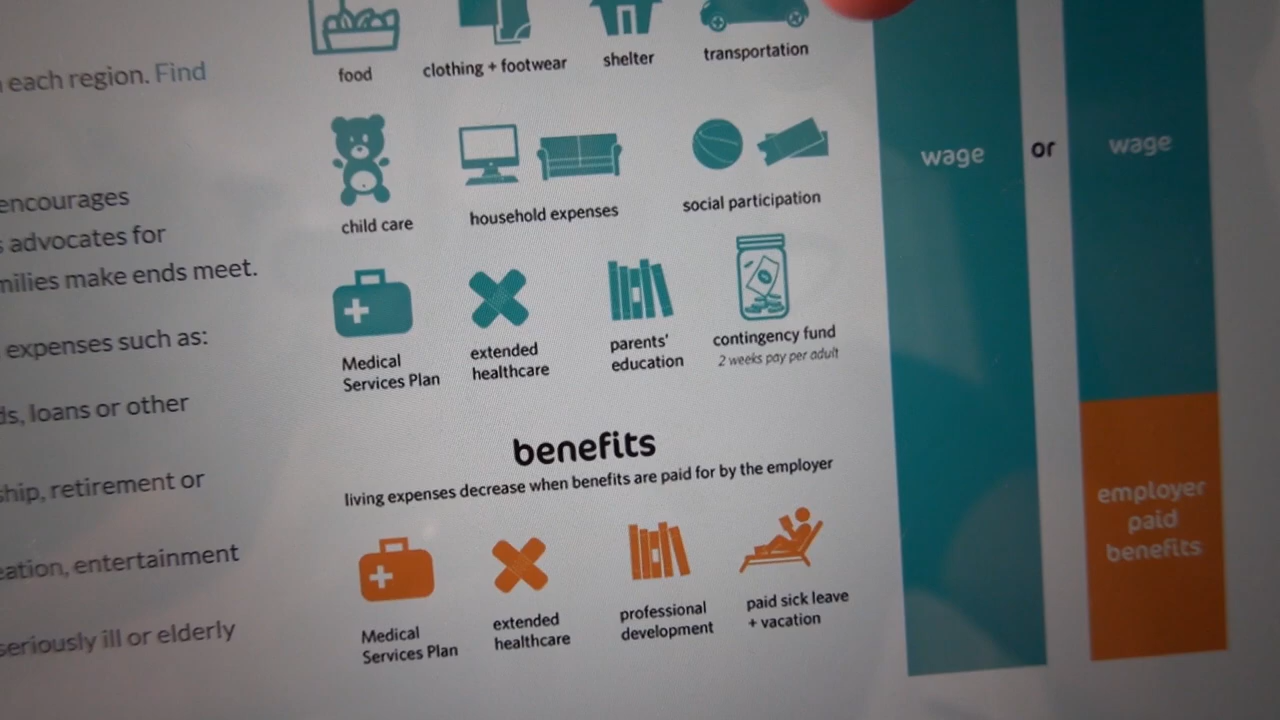 each region. Find
encourages
advocates for
make ends meet.
expenses such as:
loans or other
retirement or
entertainment
seriously ill or elderly
food
clothing + footwear
shelter
transportation
child care
household expenses
social participation
Medical
Services Plan
extended
healthcare
parents'
education
contingency fund
2 weeks pay per adult
benefits
living expenses decrease when benefits are paid for by the employer
Medical
Services Plan
extended
healthcare
professional
development
paid sick leave
+ vacation
wage
or
wage
employer
paid
benefits